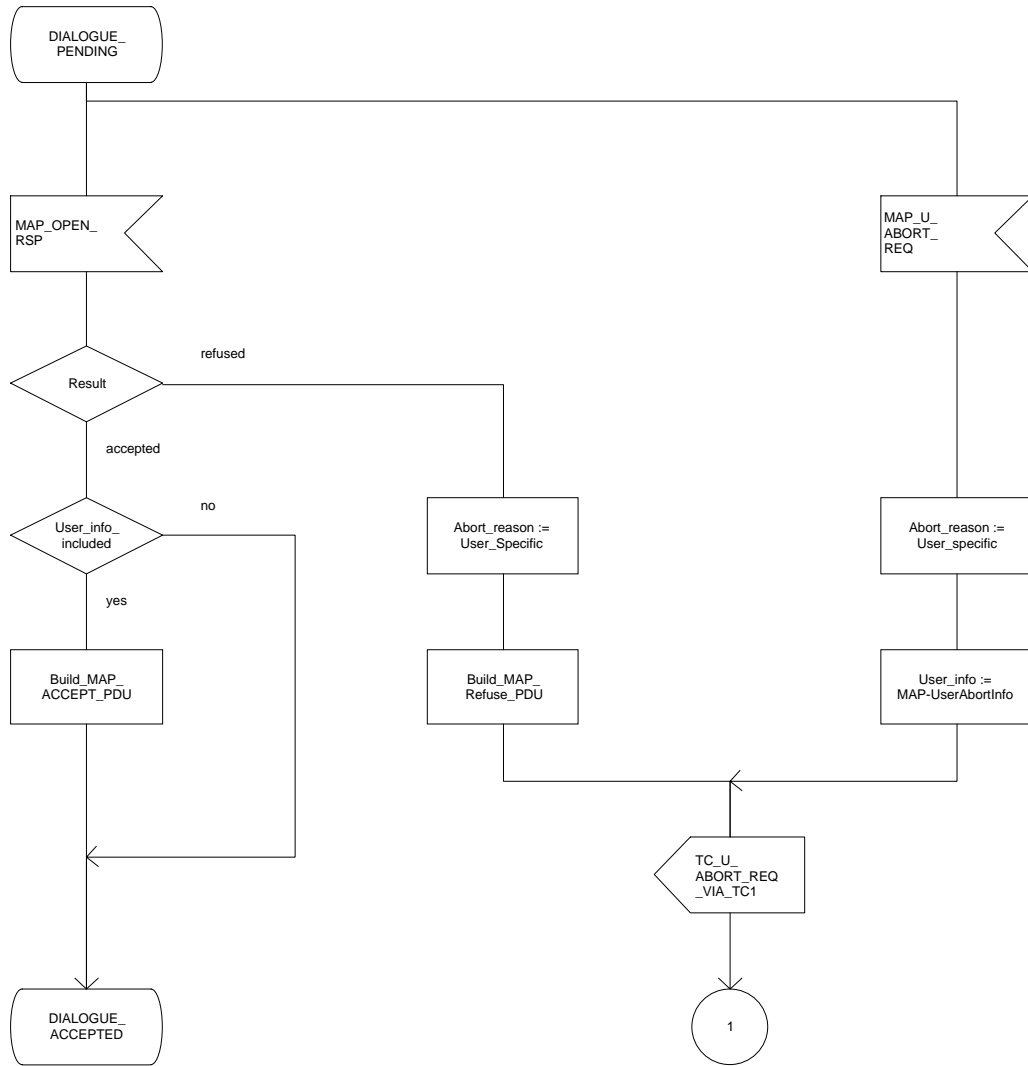 DIALOGUE_
PENDING
MAP_OPEN_
RSP
MAP_U_
ABORT_
REQ
Result
refused
accepted
User_info_
included
no
yes
Abort_reason :=
User_Specific
Abort_reason :=
User_specific
Build_MAP_
ACCEPT_PDU
Build_MAP_
Refuse_PDU
User_info :=
MAP-UserAbortInfo
TC_U_
ABORT_REQ
_VIA_TC1
DIALOGUE_
ACCEPTED
1